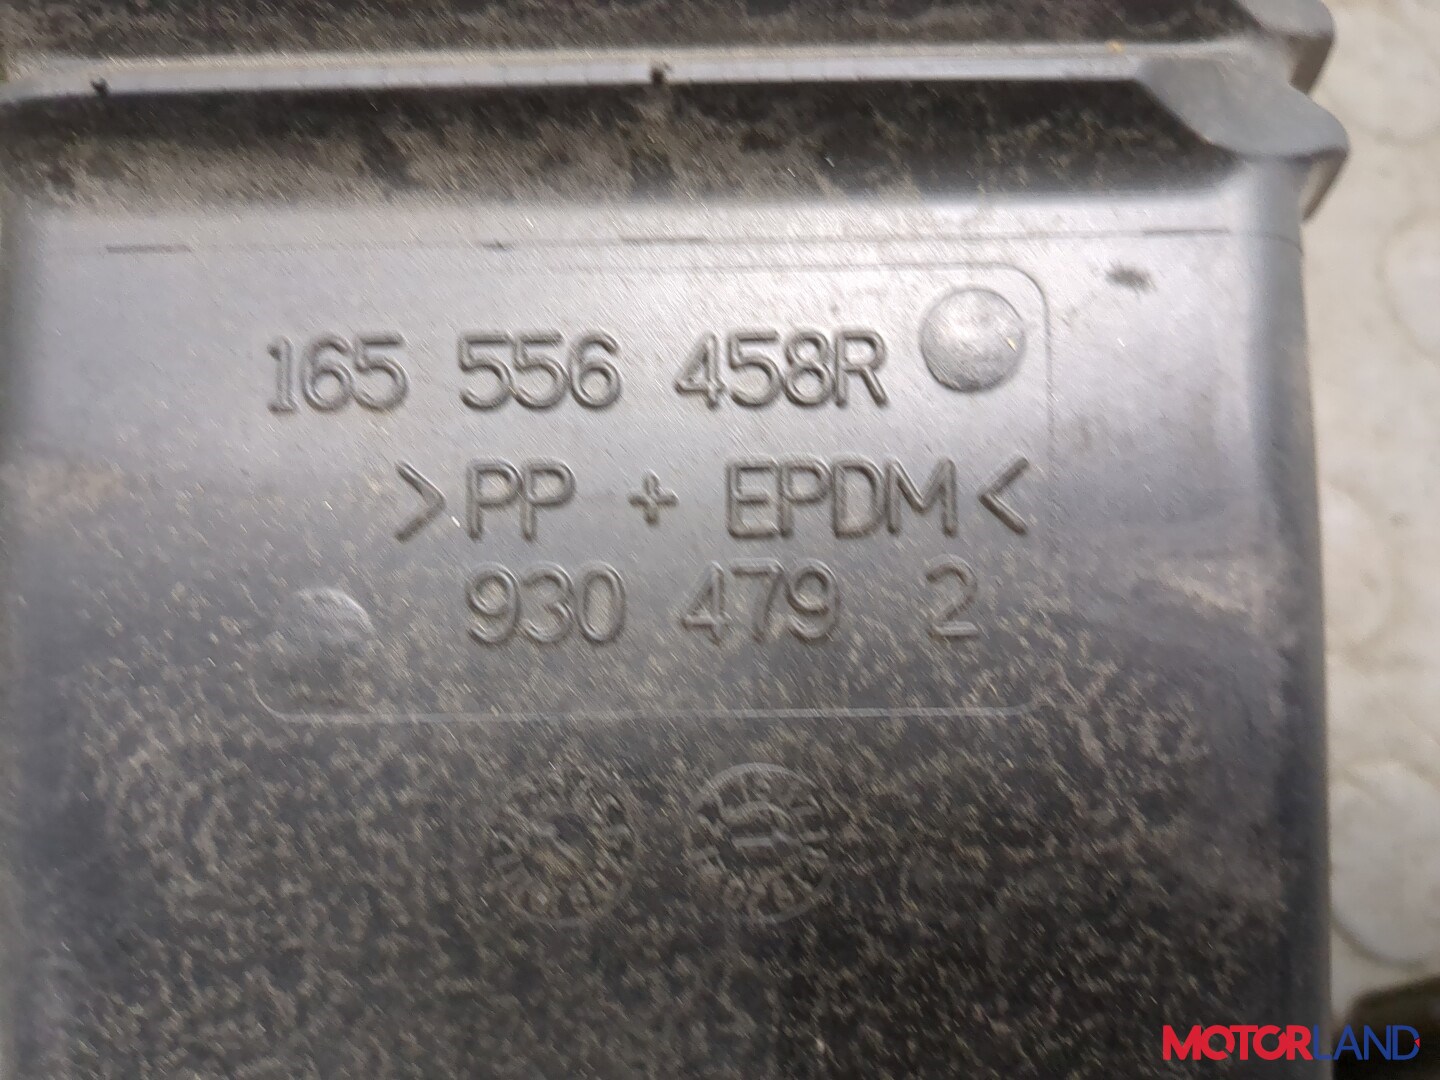 165 556 458R
>PP + EPDM<
930 479 2
MOTORLAND